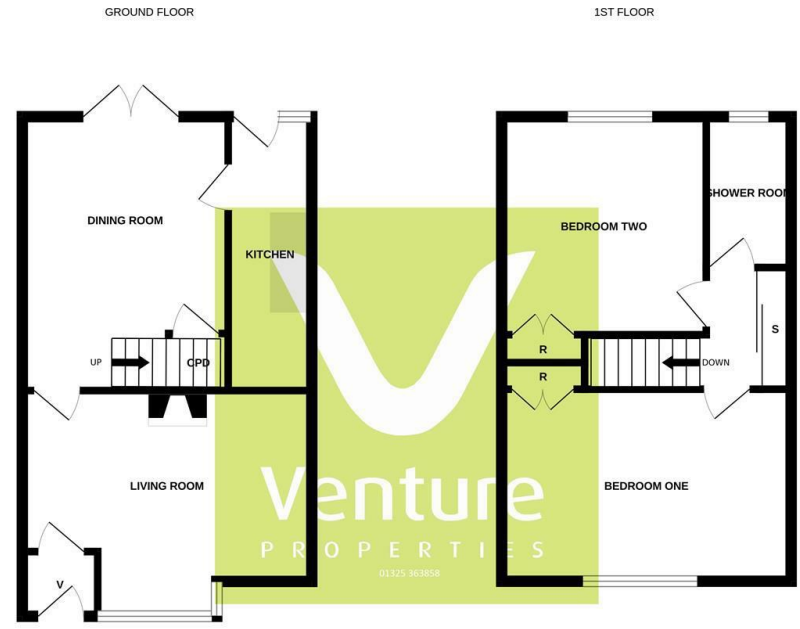 GROUND FLOOR
1ST FLOOR
DINING ROOM
KITCHEN
UP
CPD
LIVING ROOM
V
BEDROOM TWO
SHOWER ROOM
S
R
R
DOWN
BEDROOM ONE
Venture
PROPERTIES
01325 363858